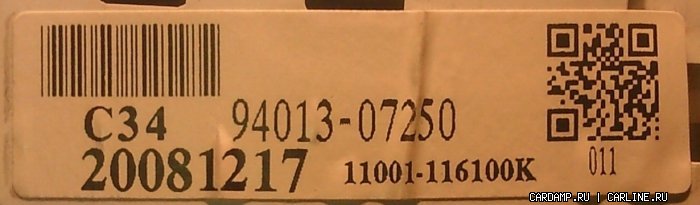 C34 94013-07250
20081217 11001-116100K
011
CARDAMP.RU | CARLINE.RU